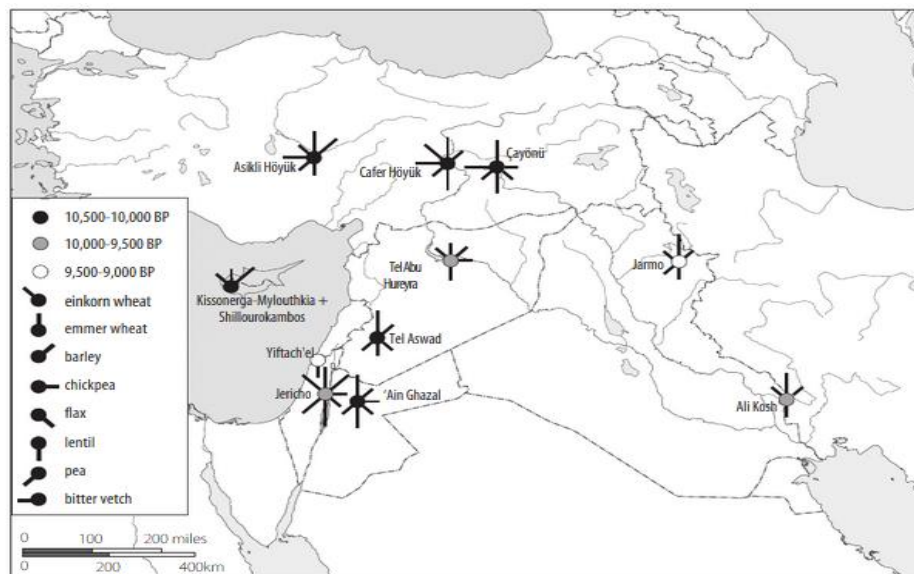 Asikli Höyük
Cafer Höyük
Çayönü
10,500-10,000 BP
10,000-9,500 BP
9,500-9,000 BP
einkorn wheat
emmer wheat
barley
chickpea
flax
lentil
pea
bitter vetch
Kissonerga-Mylouthkia +
Shillourokambos
Tel Abu
Hureyra
Jarmo
Tel Aswad
Yiftach'el
Jericho
'Ain Ghazal
Ali Kosh
0 100 200 miles
0 200 400km